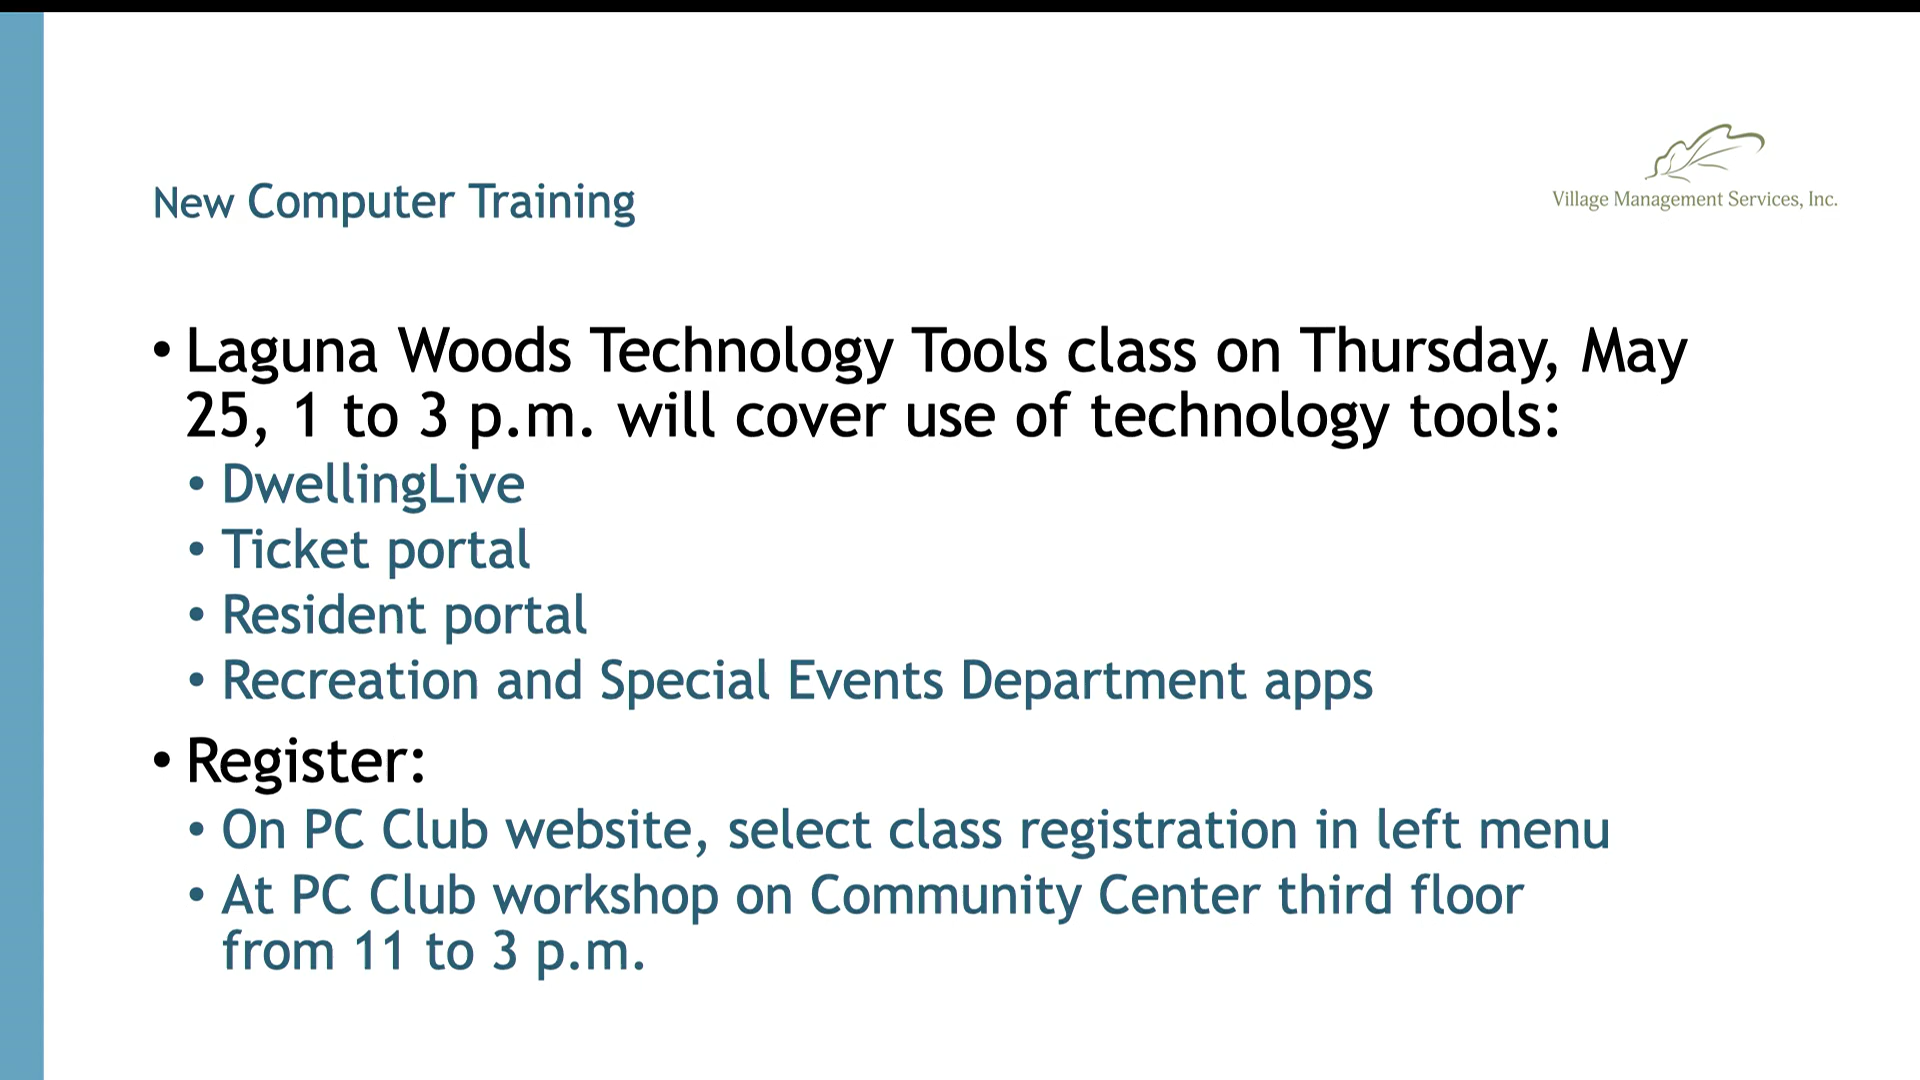 New Computer Training
Village Management Services, Inc.
• Laguna Woods Technology Tools class on Thursday, May
25, 1 to 3 p.m. will cover use of technology tools:
• DwellingLive
• Ticket portal
• Resident portal
• Recreation and Special Events Department apps
• Register:
• On PC Club website, select class registration in left menu
• At PC Club workshop on Community Center third floor
from 11 to 3 p.m.